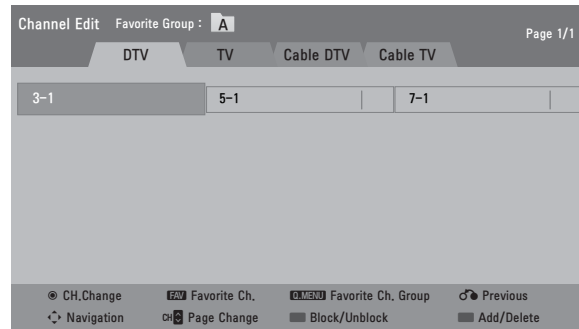 Channel Edit Favorite Group : A
Page 1/1
DTV TV Cable DTV Cable TV
3-1 5-1 7-1
CH.Change FAV Favorite Ch. Q.MENU Favorite Ch. Group Previous
Navigation CH Page Change Block/Unblock Add/Delete